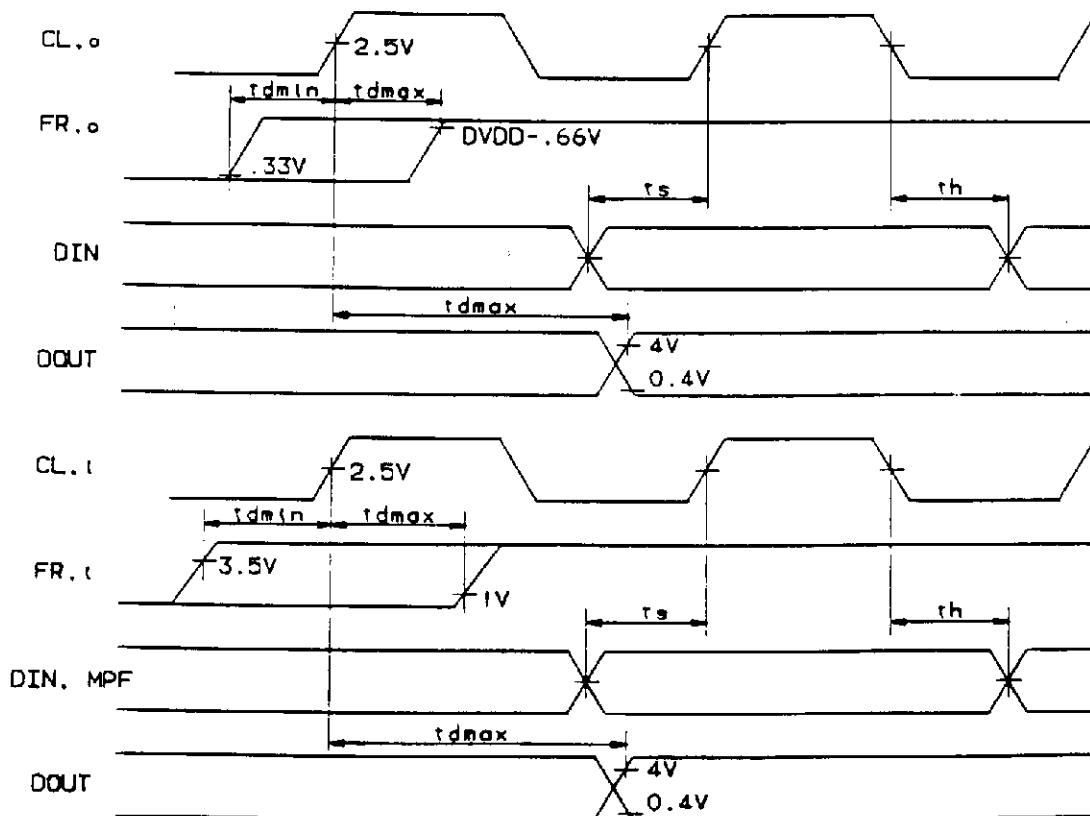 CL.o
2.5V
tdmin tdmax
FR.o
DVDD-.66V
.33V
ts th
DIN
tdmax
DOUT
4V
0.4V
CL.i
2.5V
tdmin tdmax
FR.i
3.5V
1V
ts th
DIN. MPF
tdmax
DOUT
4V
0.4V